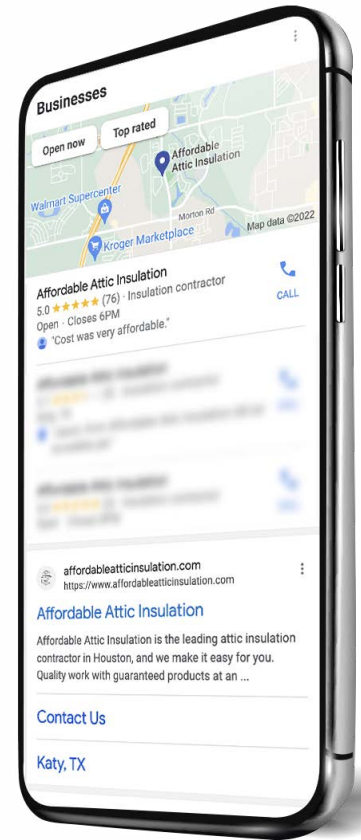 Businesses
Open now
Top rated
Affordable
Attic Insulation
Walmart Supercenter
Morton Rd
Kroger Marketplace
Map data ©2022
Affordable Attic Insulation
5.0 ★★★★★ (76) · Insulation contractor
Open · Closes 6PM
CALL
"Cost was very affordable."
affordableatticinsulation.com
https://www.affordableatticinsulation.com
Affordable Attic Insulation
Affordable Attic Insulation is the leading attic insulation
contractor in Houston, and we make it easy for you.
Quality work with guaranteed products at an ...
Contact Us
Katy, TX